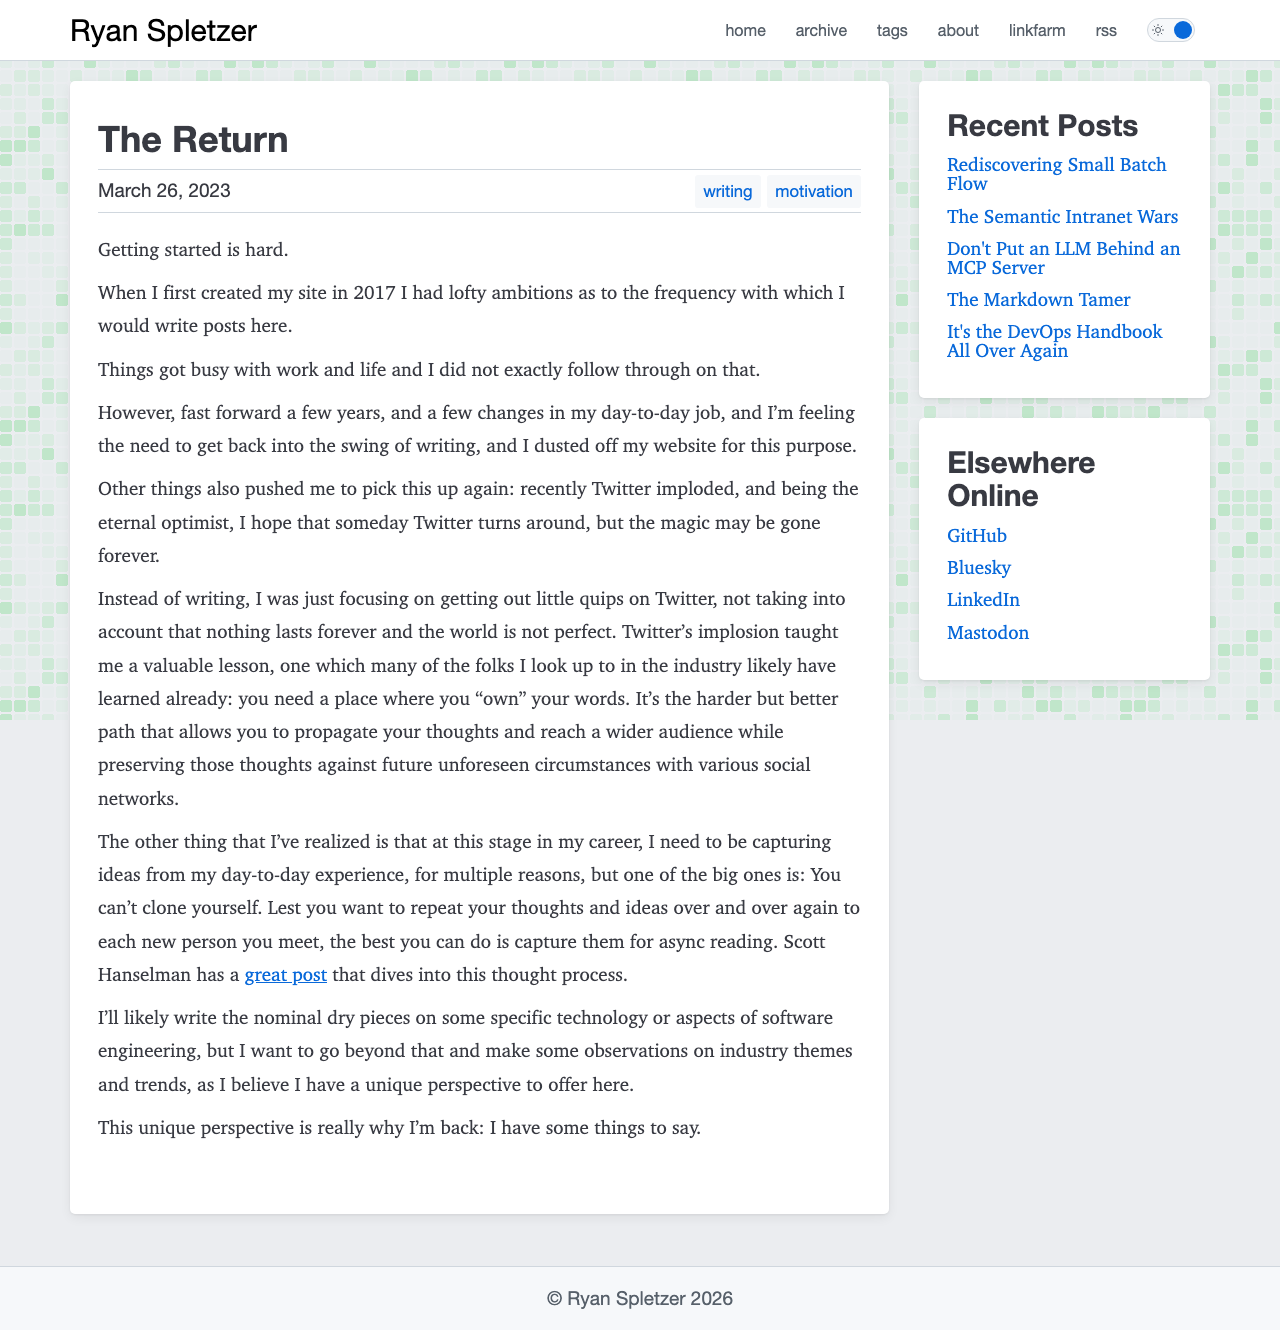 Ryan Spletzer
home archive tags about linkfarm rss
The Return
March 26, 2023
writing motivation
Getting started is hard.
When I first created my site in 2017 I had lofty ambitions as to the frequency with which I
would write posts here.
Things got busy with work and life and I did not exactly follow through on that.
However, fast forward a few years, and a few changes in my day-to-day job, and I’m feeling
the need to get back into the swing of writing, and I dusted off my website for this purpose.
Other things also pushed me to pick this up again: recently Twitter imploded, and being the
eternal optimist, I hope that someday Twitter turns around, but the magic may be gone
forever.
Instead of writing, I was just focusing on getting out little quips on Twitter, not taking into
account that nothing lasts forever and the world is not perfect. Twitter’s implosion taught
me a valuable lesson, one which many of the folks I look up to in the industry likely have
learned already: you need a place where you “own” your words. It’s the harder but better
path that allows you to propagate your thoughts and reach a wider audience while
preserving those thoughts against future unforeseen circumstances with various social
networks.
The other thing that I’ve realized is that at this stage in my career, I need to be capturing
ideas from my day-to-day experience, for multiple reasons, but one of the big ones is: You
can’t clone yourself. Lest you want to repeat your thoughts and ideas over and over again to
each new person you meet, the best you can do is capture them for async reading. Scott
Hanselman has a great post that dives into this thought process.
I’ll likely write the nominal dry pieces on some specific technology or aspects of software
engineering, but I want to go beyond that and make some observations on industry themes
and trends, as I believe I have a unique perspective to offer here.
This unique perspective is really why I’m back: I have some things to say.
Recent Posts
Rediscovering Small Batch
Flow
The Semantic Intranet Wars
Don't Put an LLM Behind an
MCP Server
The Markdown Tamer
It's the DevOps Handbook
All Over Again
Elsewhere
Online
GitHub
Bluesky
LinkedIn
Mastodon
© Ryan Spletzer 2026